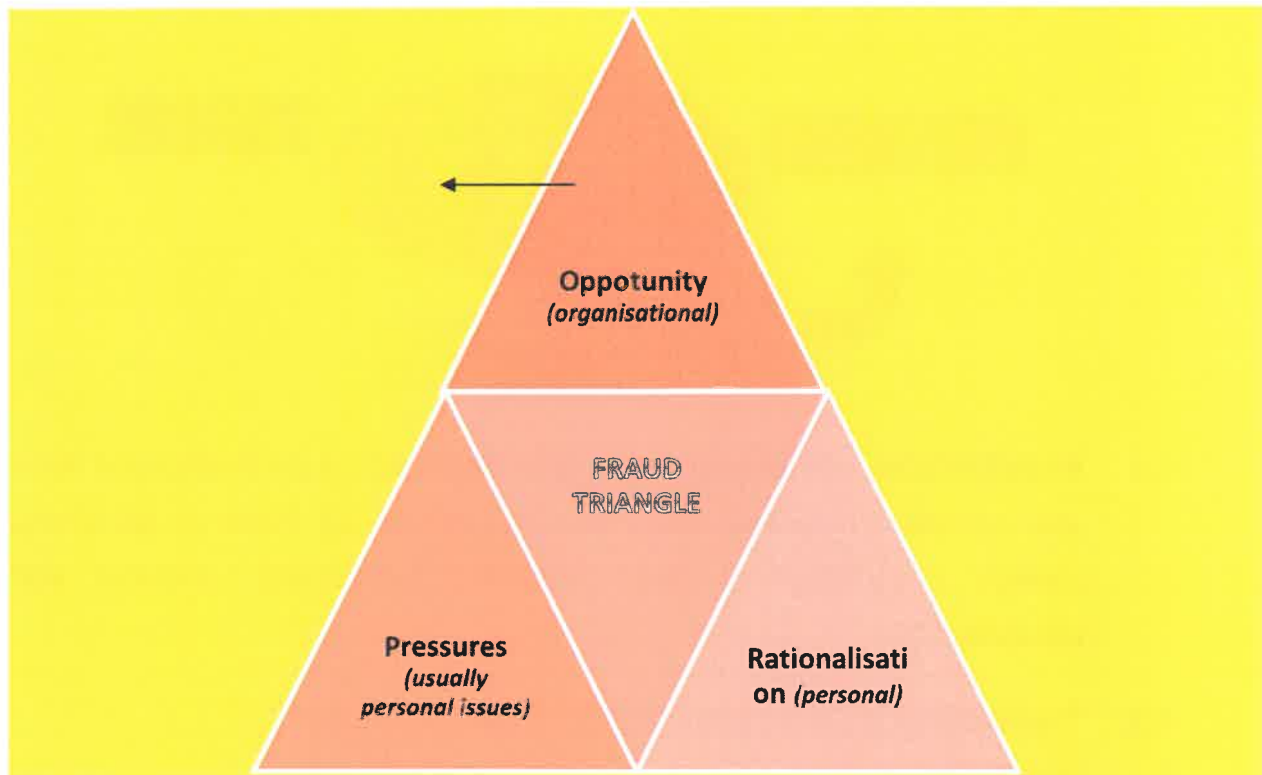 Oppotunity
(organisational)
FRAUD
TRIANGLE
Pressures
(usually
personal issues)
Rationalisati
on (personal)